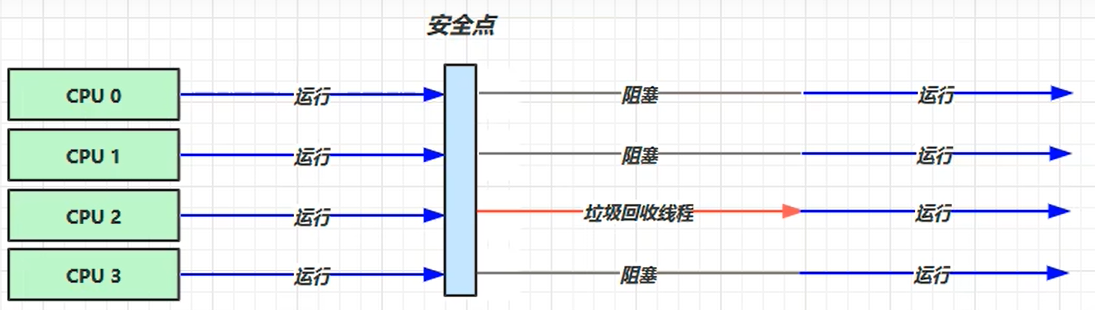 安全点
CPU 0 运行 阻塞 运行
CPU 1 运行 阻塞 运行
CPU 2 运行 垃圾回收线程 运行
CPU 3 运行 阻塞 运行